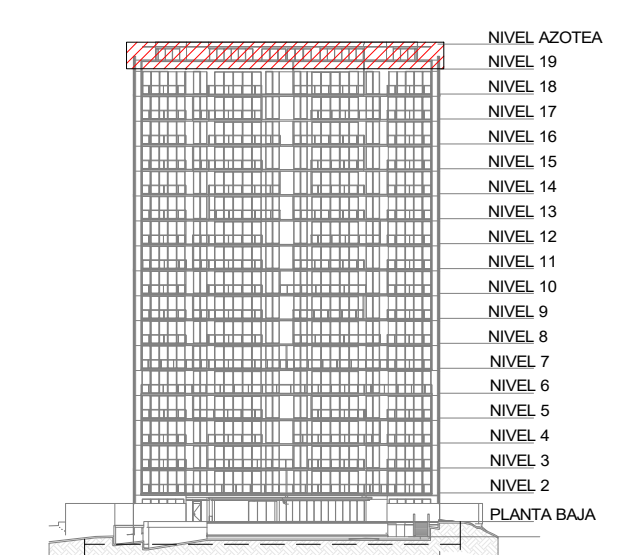 NIVEL AZOTEA
NIVEL 19
NIVEL 18
NIVEL 17
NIVEL 16
NIVEL 15
NIVEL 14
NIVEL 13
NIVEL 12
NIVEL 11
NIVEL 10
NIVEL 9
NIVEL 8
NIVEL 7
NIVEL 6
NIVEL 5
NIVEL 4
NIVEL 3
NIVEL 2
PLANTA BAJA